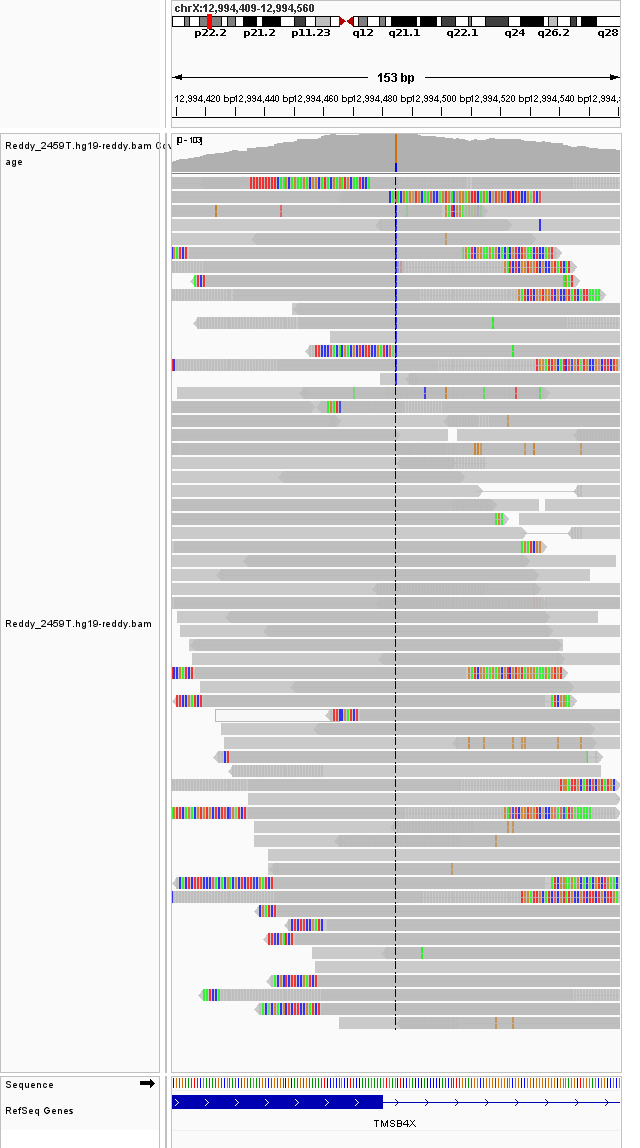 chrX:12,994,409-12,994,560
p22.2 p21.2 p11.23 q12 q21.1 q22.1 q24 q26.2 q28
153 bp
12,994,420 bp 12,994,440 bp 12,994,460 bp 12,994,480 bp 12,994,500 bp 12,994,520 bp 12,994,540 bp 12,994,
Reddy_2459T.hg19-reddy.bam Cov
age
[0 - 103]
Reddy_2459T.hg19-reddy.bam
Sequence
RefSeq Genes
TMSB4X